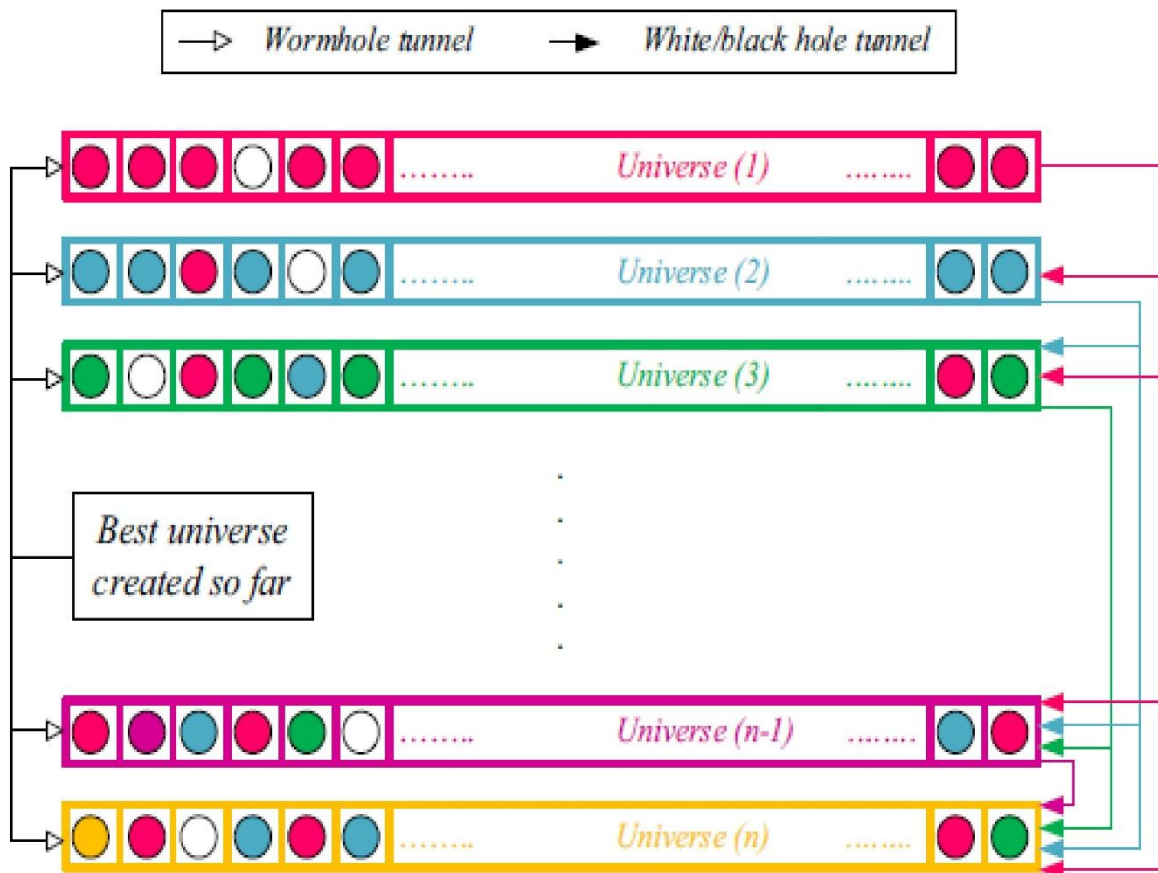 Wormhole tunnel
White/black hole tunnel
........ Universe (1) ........
........ Universe (2) ........
........ Universe (3) ........
Best universe
created so far
........ Universe (n-1) ........
........ Universe (n) ........